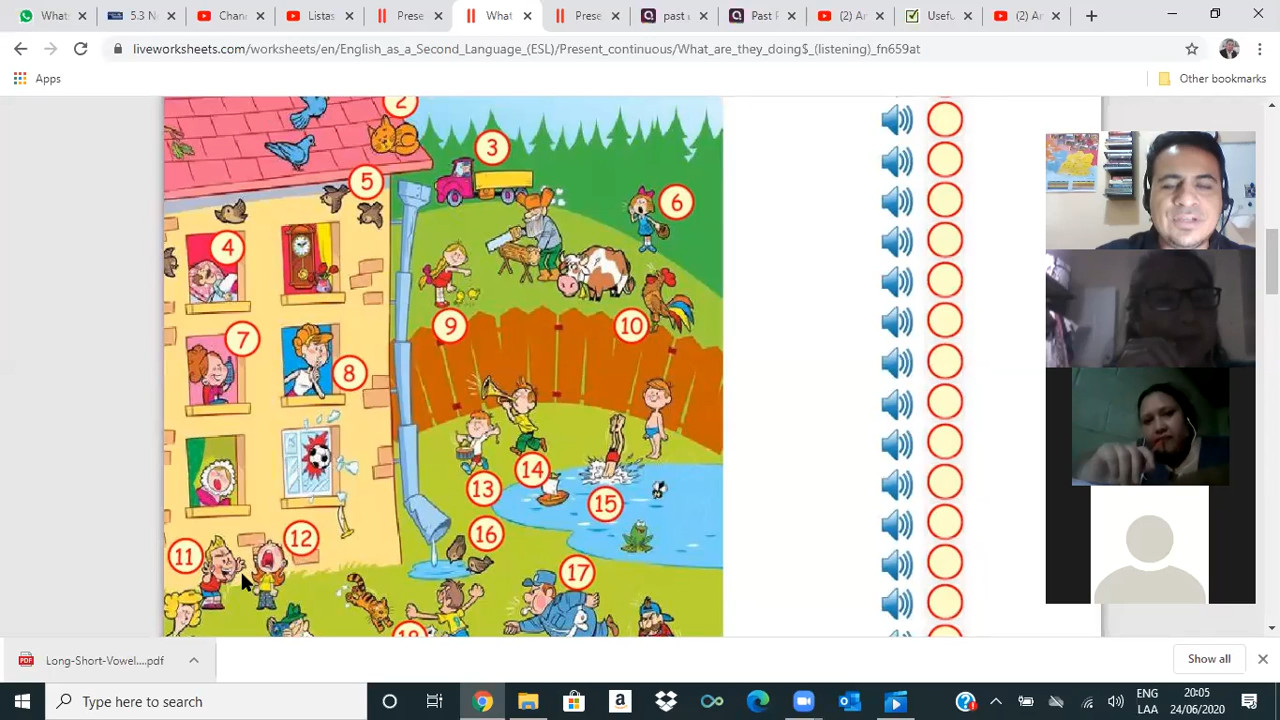 Whats
5.3 N
Chan
Listas
Prese
What
Prese
past
Past P
(2) Ar
Usefu
(2) Ar
liveworksheets.com/worksheets/en/English_as_a_Second_Language_(ESL)/Present_continuous/What_are_they_doing$_(listening)_fn659at
Apps
Other bookmarks
2
3
5
6
4
9
10
7
8
14
13
15
16
12
11
17
18
Long-Short-Vowel....pdf
Show all
Type here to search
ENG
LAA
20:05
24/06/2020